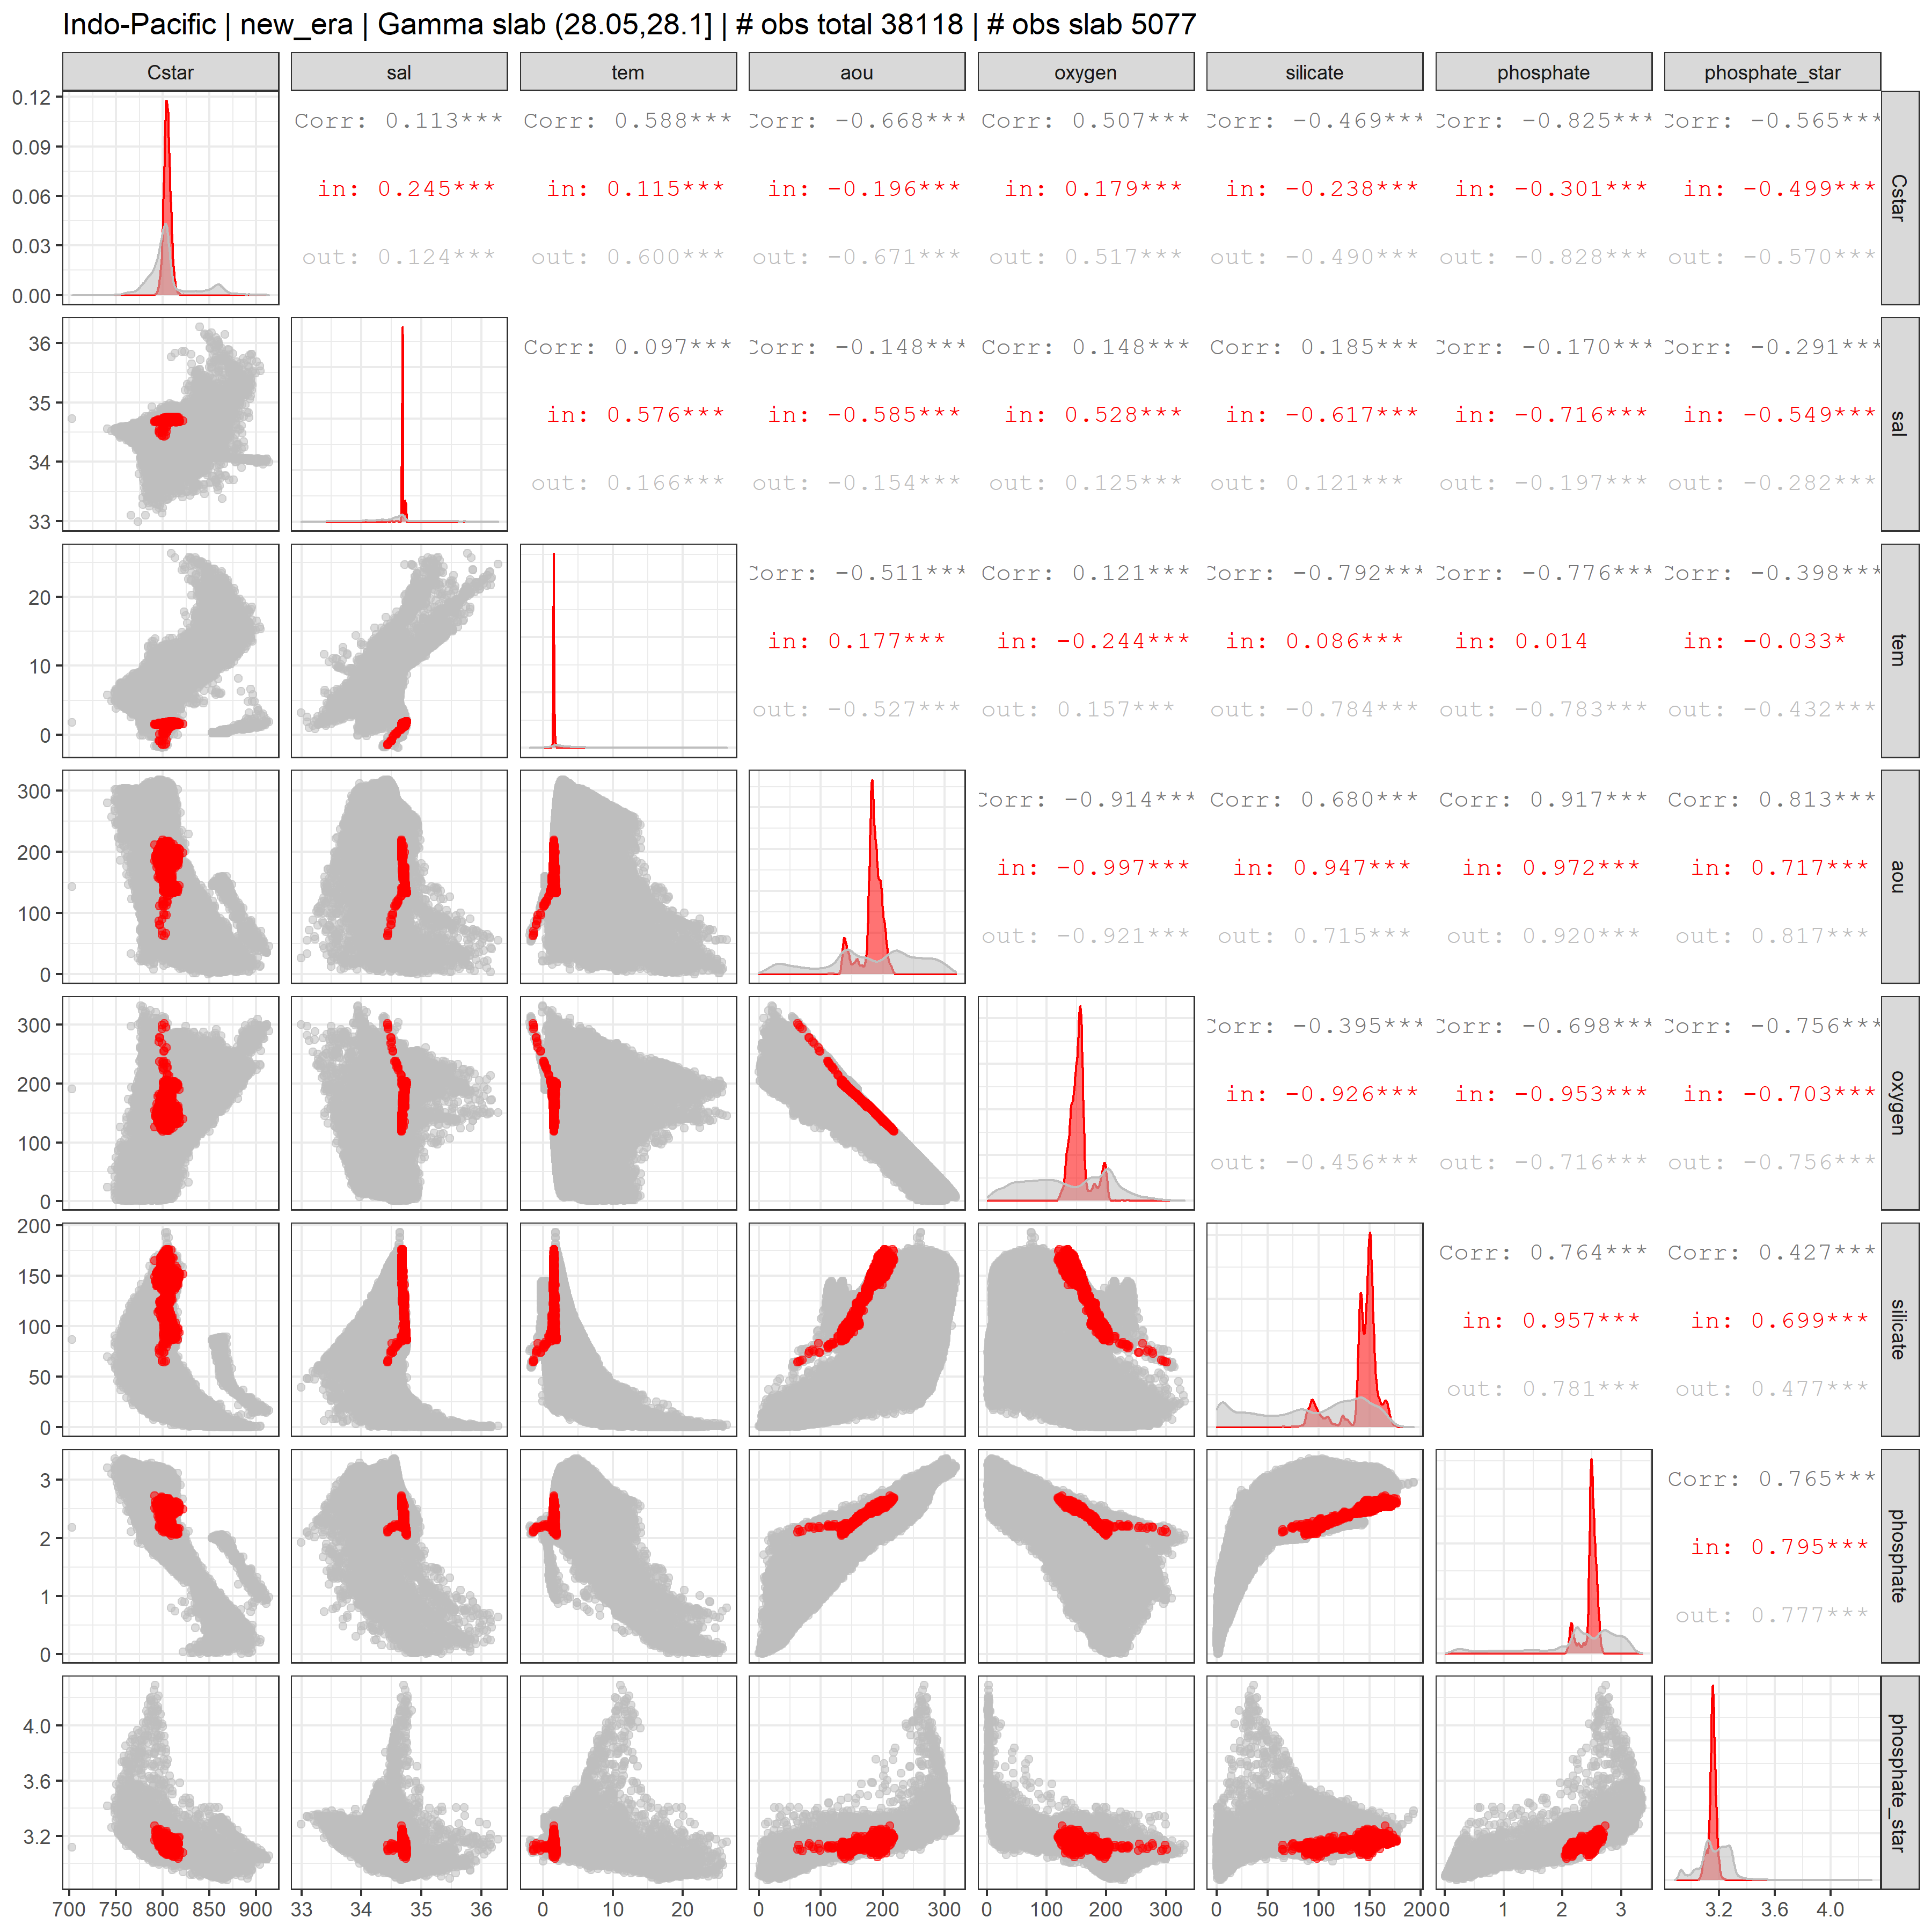 Indo-Pacific | new_era | Gamma slab (28.05,28.1] | # obs total 38118 | # obs slab 5077
Cstar sal tem aou oxygen silicate phosphate phosphate_star
0.12
Corr: 0.113*** Corr: 0.588*** Corr: -0.668*** Corr: 0.507*** Corr: -0.469*** Corr: -0.825*** Corr: -0.565***
0.09
in: 0.245*** in: 0.115*** in: -0.196*** in: 0.179*** in: -0.238*** in: -0.301*** in: -0.499***
Cstar
0.06
0.03
out: 0.124*** out: 0.600*** out: -0.671*** out: 0.517*** out: -0.490*** out: -0.828*** out: -0.570***
0.00
36
Corr: 0.097*** Corr: -0.148*** Corr: 0.148*** Corr: 0.185*** Corr: -0.170*** Corr: -0.291***
35
in: 0.576*** in: -0.585*** in: 0.528*** in: -0.617*** in: -0.716*** in: -0.549***
sal
34
out: 0.166*** out: -0.154*** out: 0.125*** out: 0.121*** out: -0.197*** out: -0.282***
33
Corr: -0.511*** Corr: 0.121*** Corr: -0.792*** Corr: -0.776*** Corr: -0.398***
20
in: 0.177*** in: -0.244*** in: 0.086*** in: 0.014 in: -0.033*
tem
10
out: -0.527*** out: 0.157*** out: -0.784*** out: -0.783*** out: -0.432***
0
300
Corr: -0.914*** Corr: 0.680*** Corr: 0.917*** Corr: 0.813***
200
in: -0.997*** in: 0.947*** in: 0.972*** in: 0.717***
aou
100
out: -0.921*** out: 0.715*** out: 0.920*** out: 0.817***
0
300
Corr: -0.395*** Corr: -0.698*** Corr: -0.756***
200
in: -0.926*** in: -0.953*** in: -0.703***
oxygen
100
out: -0.456*** out: -0.716*** out: -0.756***
0
200
Corr: 0.764*** Corr: 0.427***
150
in: 0.957*** in: 0.699***
silicate
100
50
out: 0.781*** out: 0.477***
0
3
Corr: 0.765***
2
in: 0.795***
phosphate
1
out: 0.777***
0
4.0
3.6
phosphate_star
3.2
700 750 800 850 900 33 34 35 36 0 10 20 0 100 200 300 0 100 200 300 0 50 100 150 200 0 1 2 3 3.2 3.6 4.0